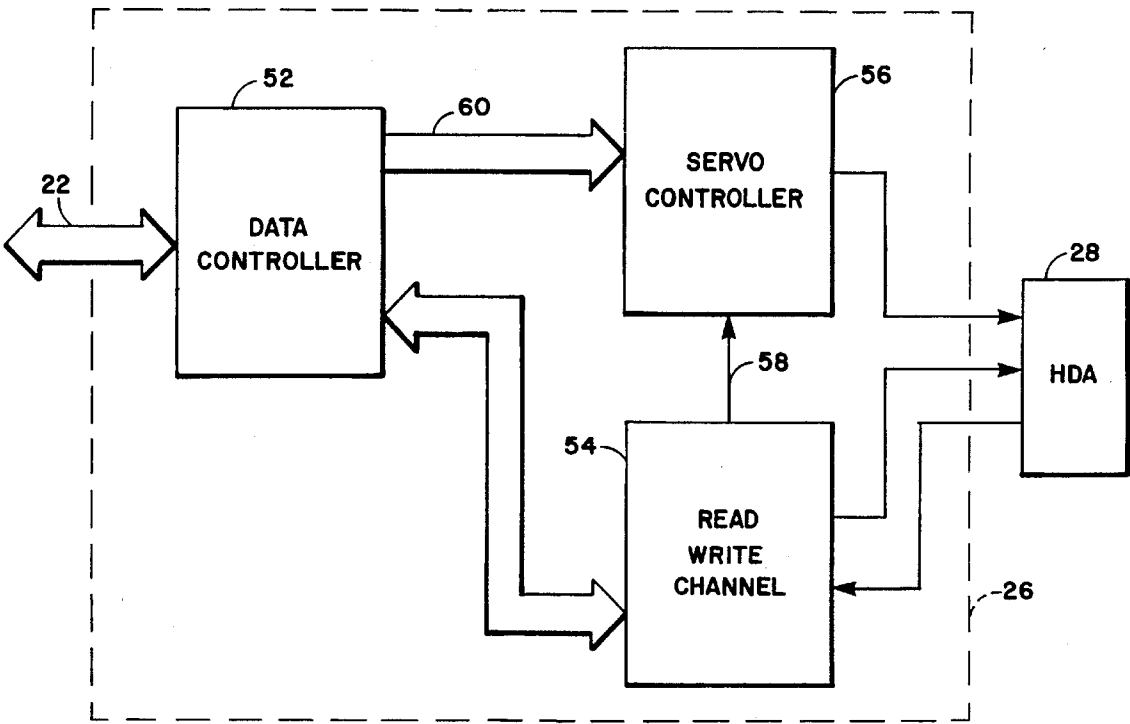 52
60
56
SERVO
CONTROLLER
22
DATA
CONTROLLER
28
HDA
58
54
READ
WRITE
CHANNEL
26